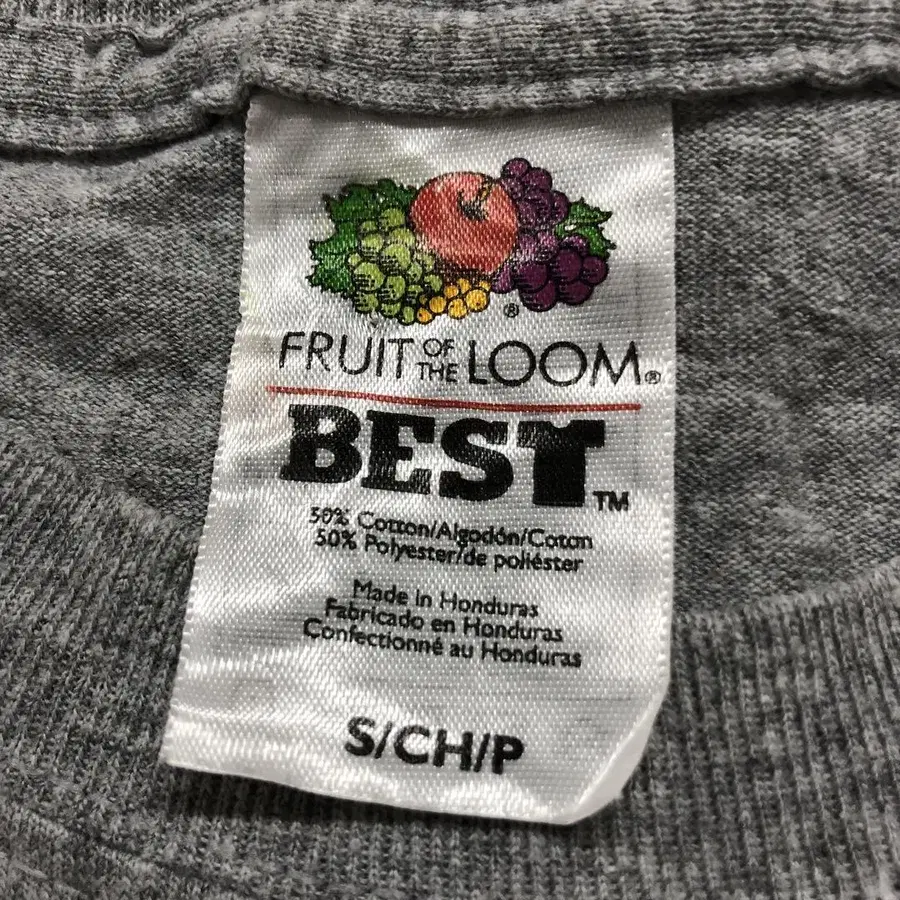 ®
FRUIT OF THE LOOM®
BEST™
50% Cotton/Algodón/Coton
50% Polyester/de poliéster
Made in Honduras
Fabricado en Honduras
Confectionné au Honduras
S/CH/P